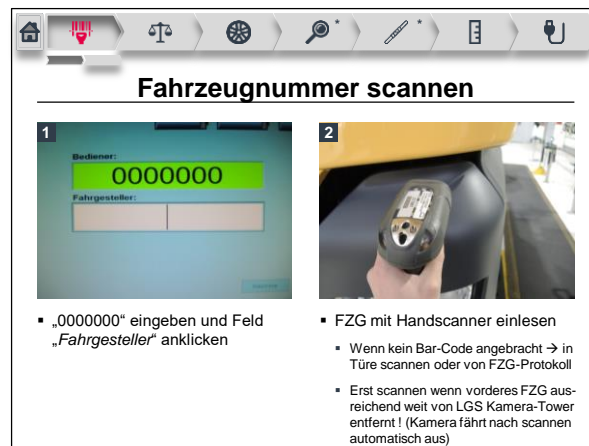 * *
Fahrzeugnummer scannen
1
Bediener:
0000000
Fahrgesteller:
▪ „0000000“ eingeben und Feld
„Fahrgesteller“ anklicken
2
▪ FZG mit Handscanner einlesen
▪ Wenn kein Bar-Code angebracht → in
Türe scannen oder von FZG-Protokoll
▪ Erst scannen wenn vorderes FZG aus-
reichend weit von LGS Kamera-Tower
entfernt ! (Kamera fährt nach scannen
automatisch aus)